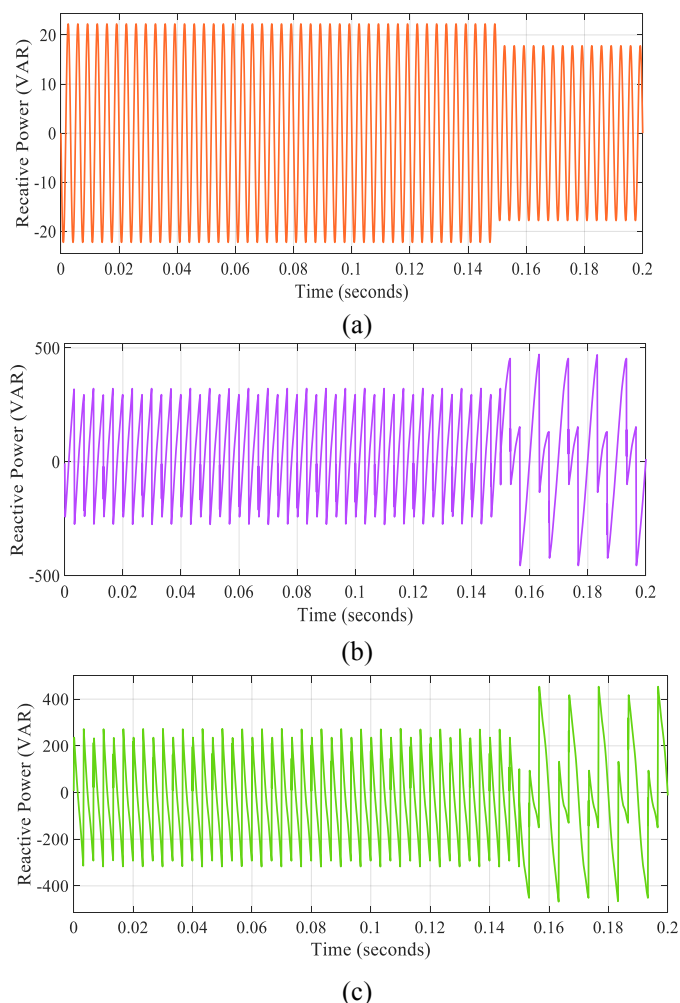 Recative Power (VAR)
20
10
0
-10
-20
0 0.02 0.04 0.06 0.08 0.1 0.12 0.14 0.16 0.18 0.2
Time (seconds)
(a)
Reactive Power (VAR)
500
0
-500
0 0.02 0.04 0.06 0.08 0.1 0.12 0.14 0.16 0.18 0.2
Time (seconds)
(b)
Reactive Power (VAR)
400
200
0
-200
-400
0 0.02 0.04 0.06 0.08 0.1 0.12 0.14 0.16 0.18 0.2
Time (seconds)
(c)